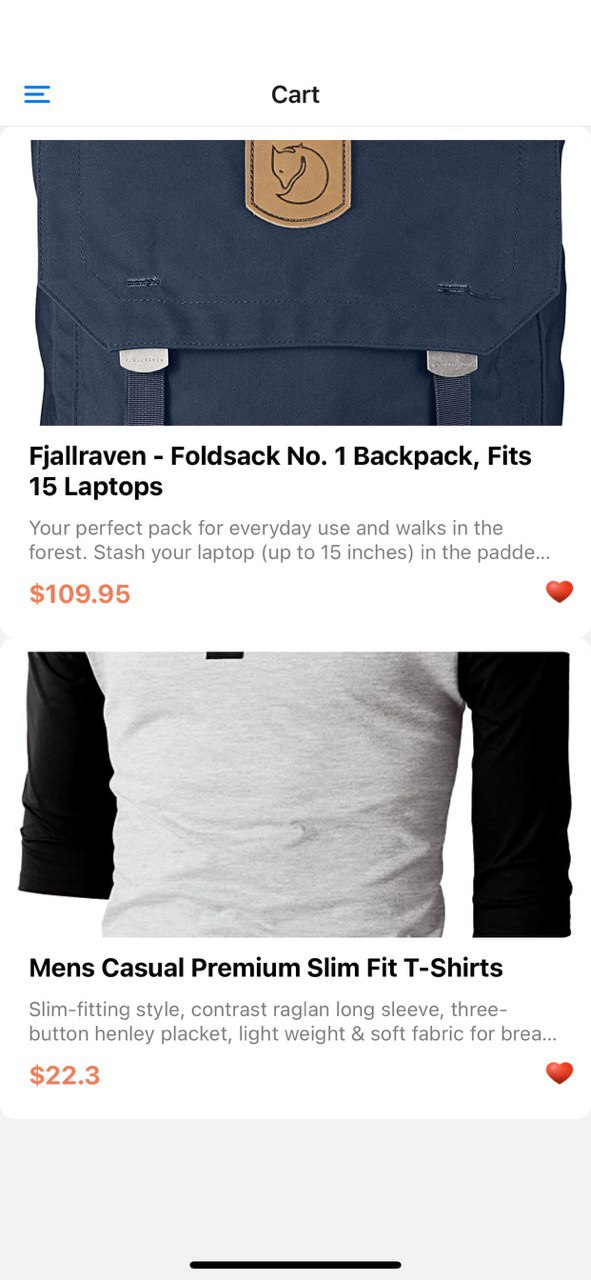 Cart
Fjallraven - Foldsack No. 1 Backpack, Fits
15 Laptops
Your perfect pack for everyday use and walks in the
forest. Stash your laptop (up to 15 inches) in the padde...
$109.95
Mens Casual Premium Slim Fit T-Shirts
Slim-fitting style, contrast raglan long sleeve, three-
button henley placket, light weight & soft fabric for brea...
$22.3